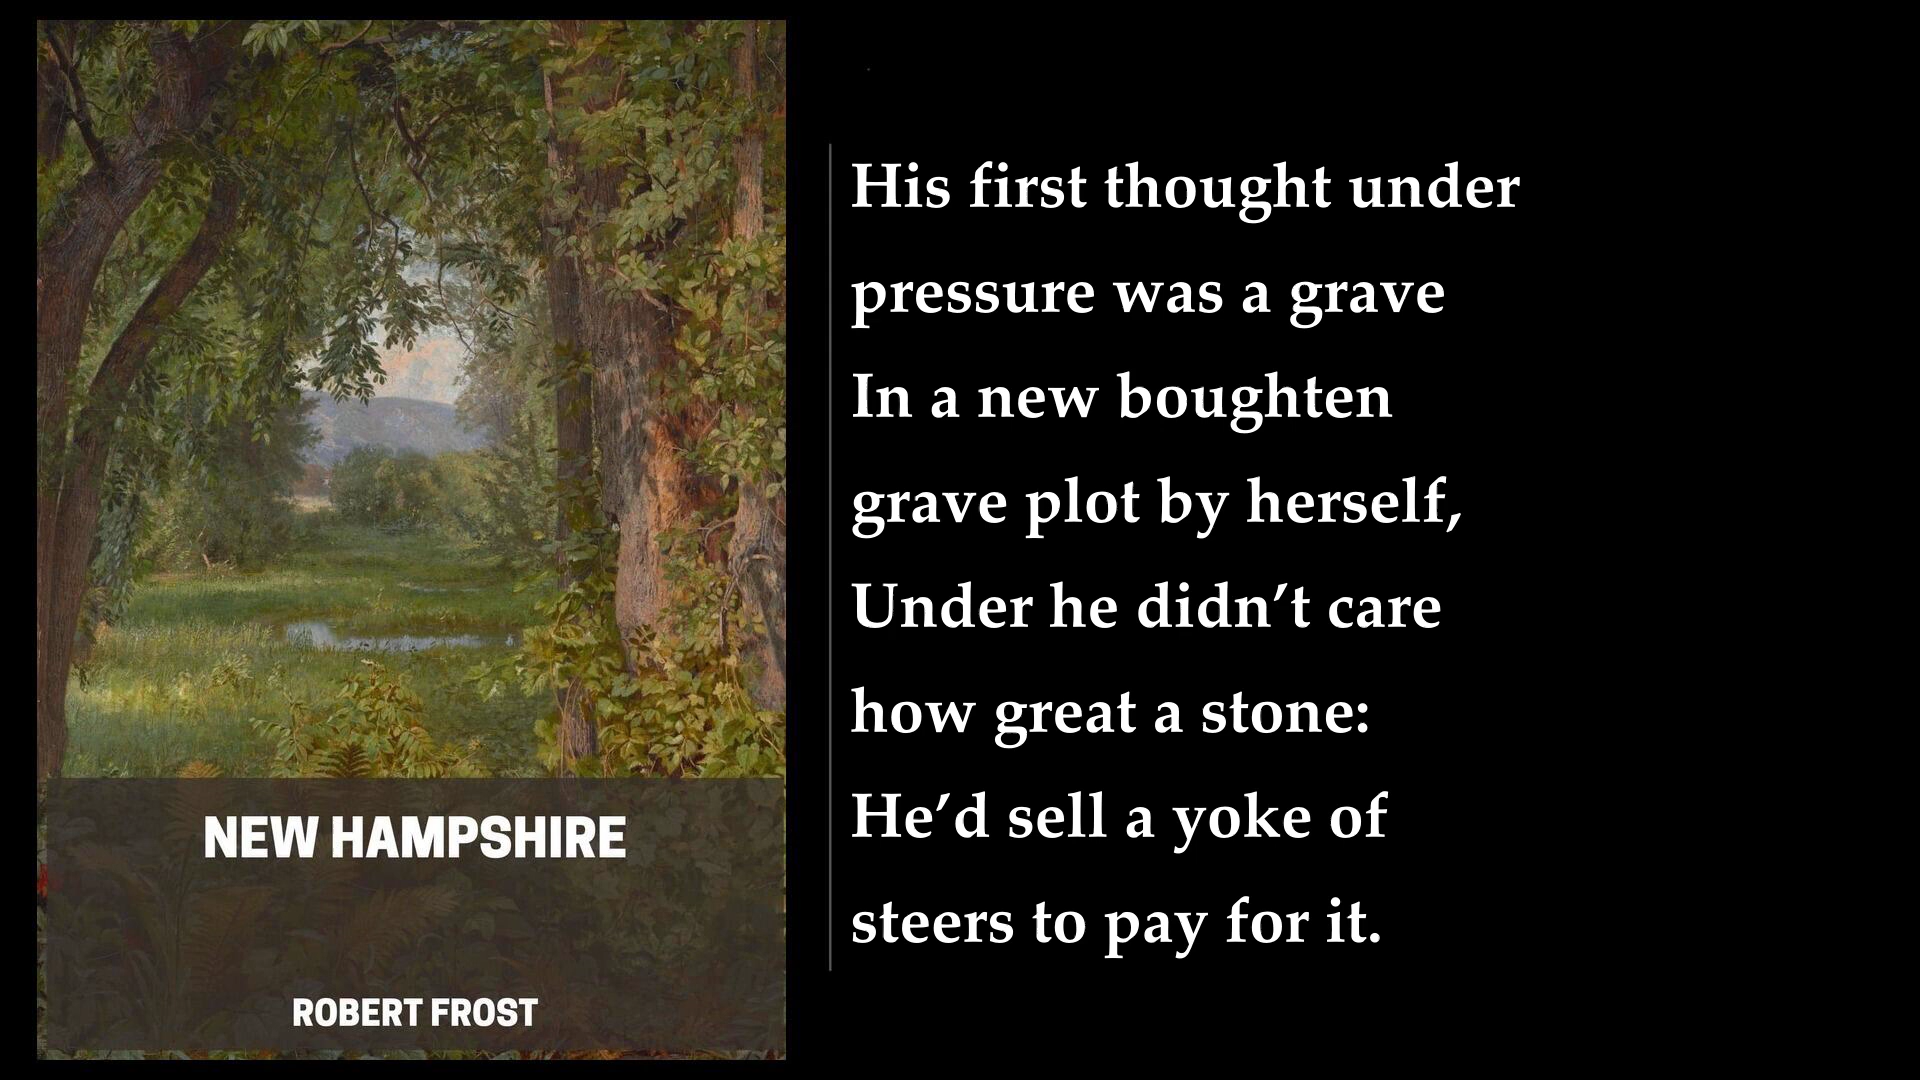 NEW HAMPSHIRE
ROBERT FROST
His first thought under
pressure was a grave
In a new boughten
grave plot by herself,
Under he didn’t care
how great a stone:
He’d sell a yoke of
steers to pay for it.